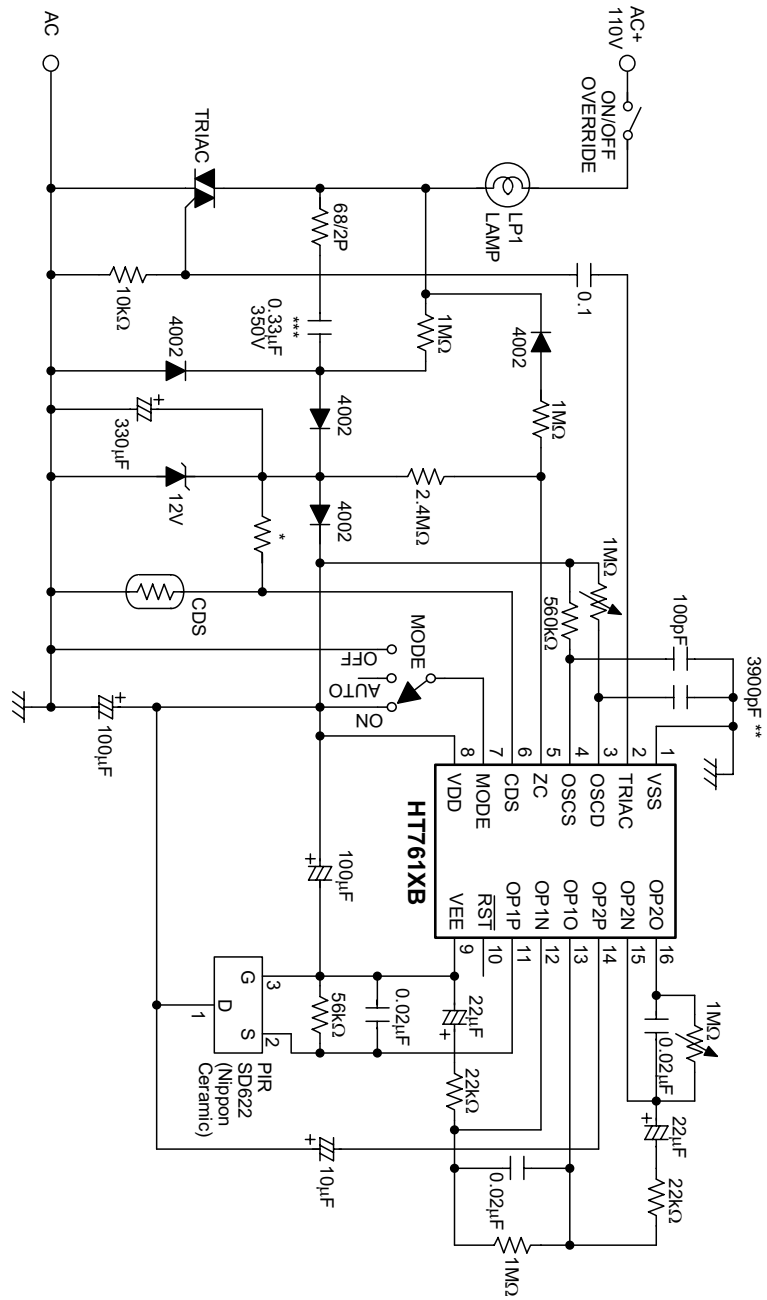 AC+
110V
ON/OFF
OVERRIDE
LP1
LAMP
AC
TRIAC
68/2P
***
0.33µF
350V
10kΩ
0.1
1MΩ
4002
1MΩ
4002
4002
330µF
+
12V
2.4MΩ
4002
*
CDS
1MΩ
560kΩ
100pF
3900pF **
MODE
OFF
AUTO
ON
100µF
+
HT761XB
1
VSS
2
TRIAC
3
OSCD
4
OSCS
5
ZC
6
CDS
7
MODE
8
VDD
OP2O
16
OP2N
15
OP2P
14
OP1O
13
OP1N
12
OP1P
11
RST
10
VEE
9
100µF
+
1MΩ
0.02µF
22µF
+
22kΩ
22µF
+
22kΩ
0.02µF
56kΩ
0.02µF
1MΩ
10µF
+
G
3
D
1
S
2
PIR
SD622
(Nippon
Ceramic)